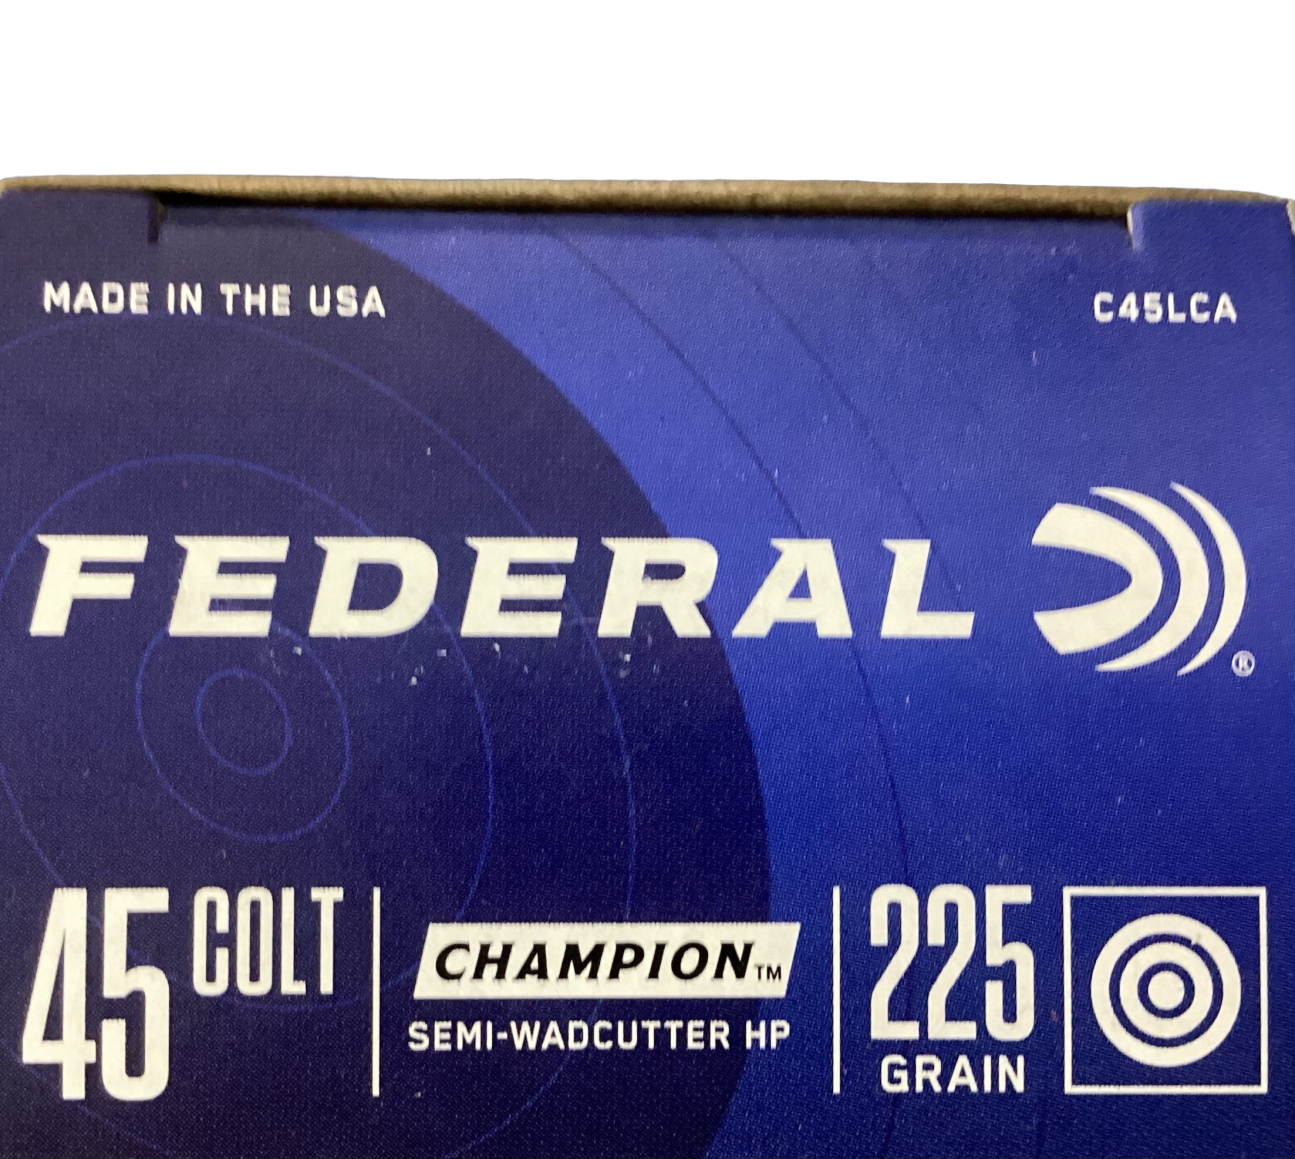 MADE IN THE USA
C45LCA
FEDERAL ®
45 COLT
CHAMPION™
SEMI-WADCUTTER HP
225
GRAIN